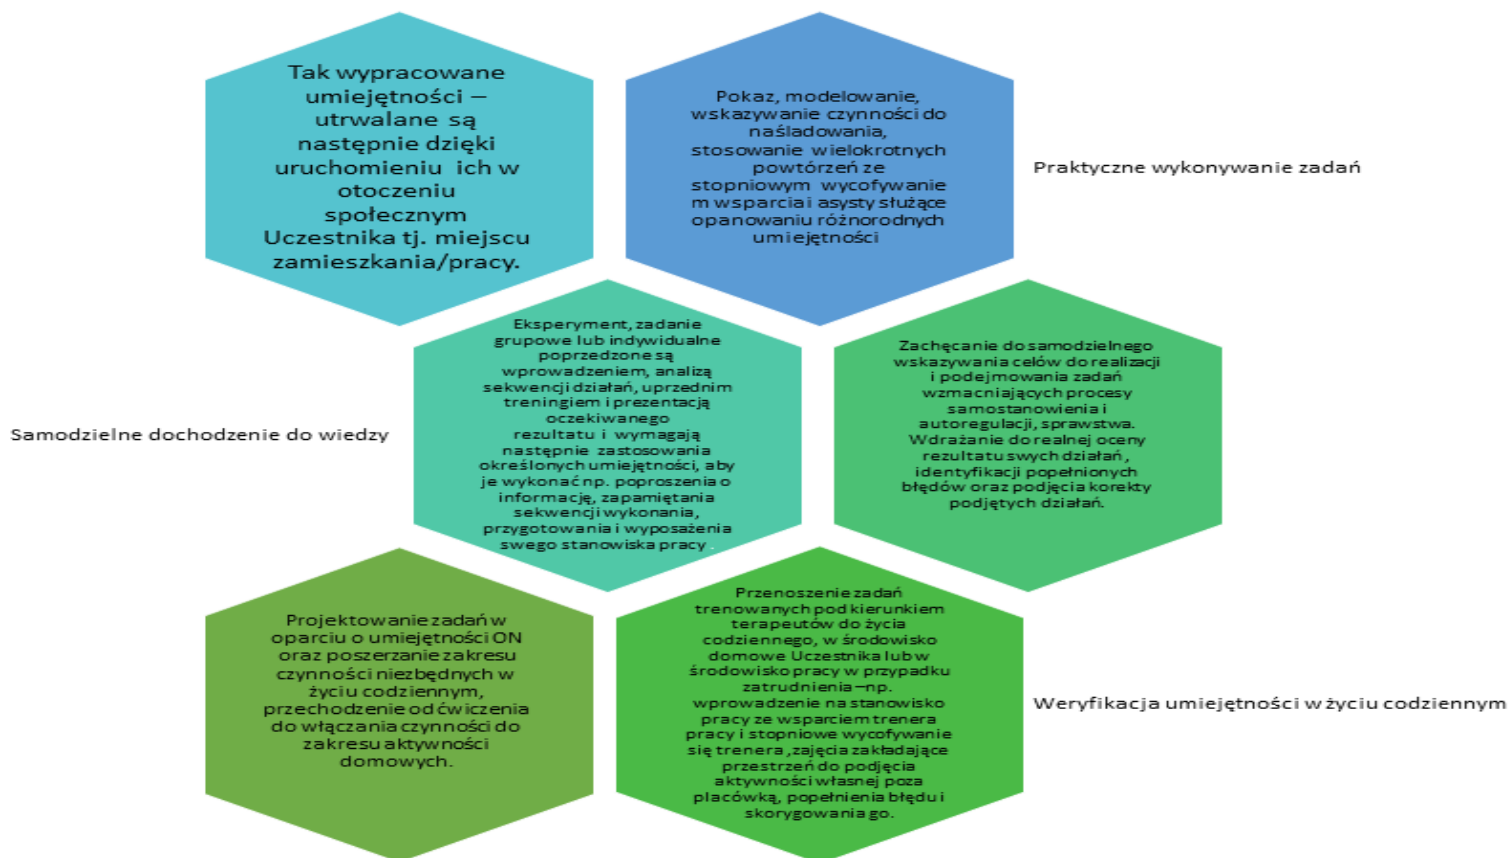 Tak wypracowane
umiejętności –
utrwalane są
następnie dzięki
uruchomieniu ich w
otoczeniu
społecznym
Uczestnika tj. miejscu
zamieszkania/pracy.
Pokaz, modelowanie,
wskazywanie czynności do
naśladowania,
stosowanie wielokrotnych
powtórzeń ze
stopniowym wycofywanie
m wsparcia i asysty służące
opanowaniu różnorodnych
umiejętności
Praktyczne wykonywanie zadań
Samodzielne dochodzenie do wiedzy
Eksperyment, zadanie
grupowe lub indywidualne
poprzedzone są
wprowadzeniem, analizą
sekwencji działań, uprzednim
treningiem i prezentacją
oczekiwanego
rezultatu i wymagają
następnie zastosowania
określonych umiejętności, aby
je wykonać np. poproszenia o
informację, zapamiętania
sekwencji wykonania,
przygotowania i wyposażenia
swego stanowiska pracy .
Zachęcanie do samodzielnego
wskazywania celów do realizacji
i podejmowania zadań
wzmacniających procesy
samostanowienia i
autoregulacji, sprawstwa.
Wdrażanie do realnej oceny
rezultatu swych działań ,
identyfikacji popełnionych
błędów oraz podjęcia korekty
podjętych działań.
Projektowanie zadań w
oparciu o umiejętności ON
oraz poszerzanie zakresu
czynności niezbędnych w
życiu codziennym,
przechodzenie od ćwiczenia
do włączania czynności do
zakresu aktywności
domowych.
Przenoszenie zadań
trenowanych pod kierunkiem
terapeutów do życia
codziennego, w środowisko
domowe Uczestnika lub w
środowisko pracy w przypadku
zatrudnienia –np.
wprowadzenie na stanowisko
pracy ze wsparciem trenera
pracy i stopniowe wycofywanie
się trenera ,zajęcia zakładające
przestrzeń do podjęcia
aktywności własnej poza
placówką, popełnienia błędu i
skorygowania go.
Weryfikacja umiejętności w życiu codziennym